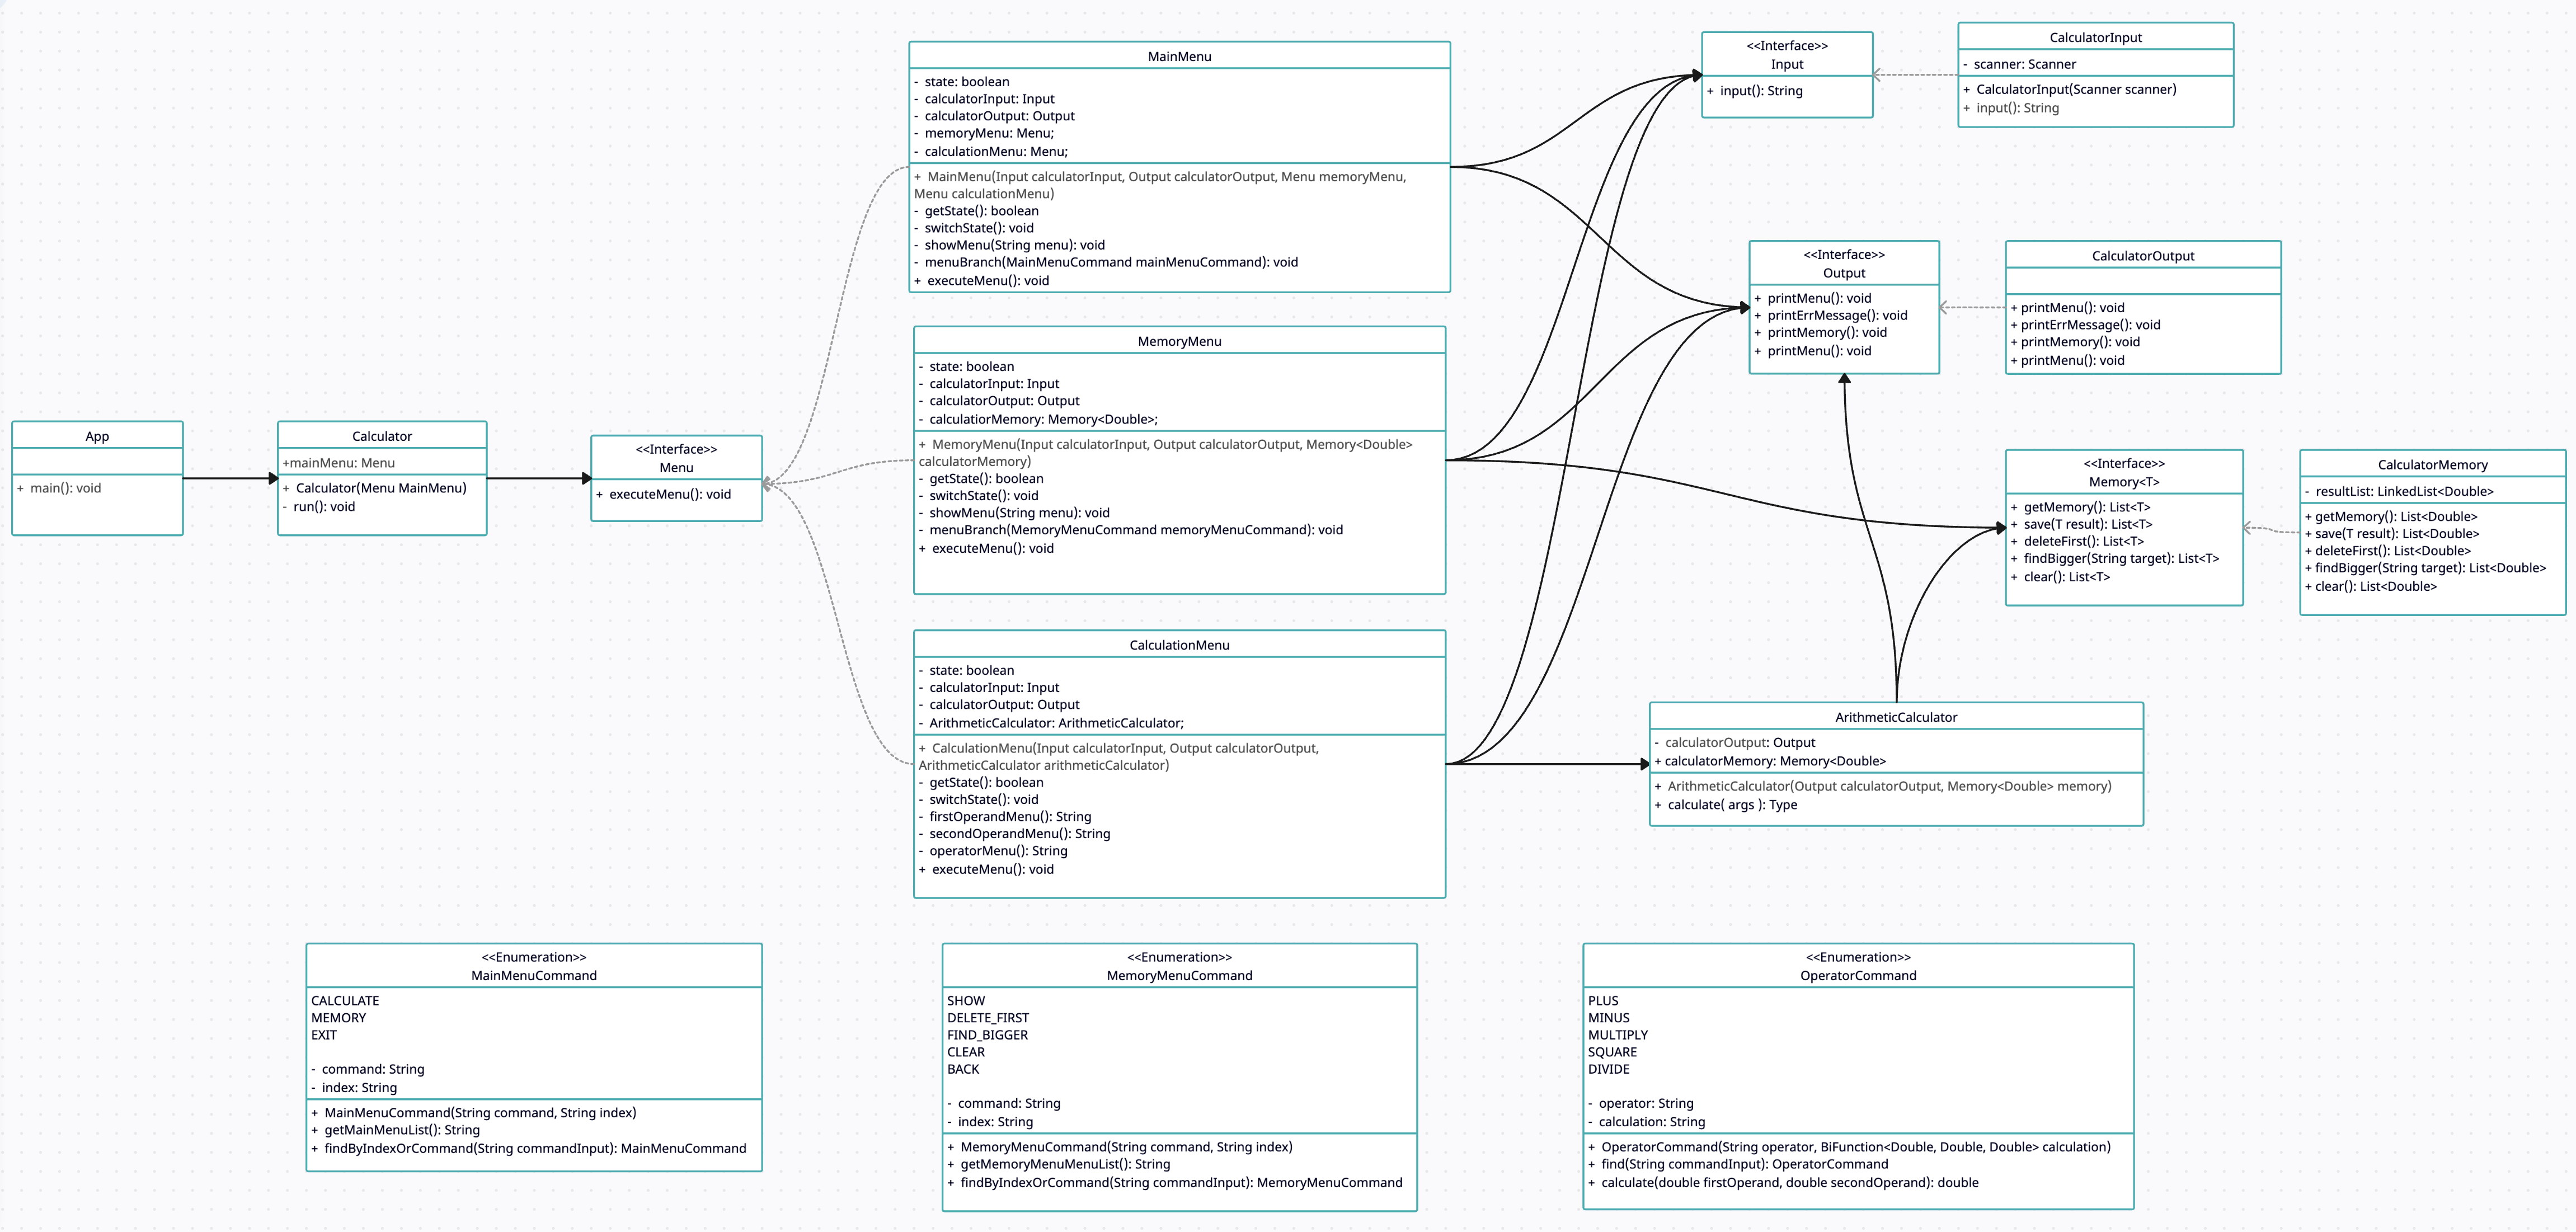 App
+ main(): void
Calculator
+mainMenu: Menu
+ Calculator(Menu MainMenu)
- run(): void
<<Interface>>
Menu
+ executeMenu(): void
MainMenu
- state: boolean
- calculatorInput: Input
- calculatorOutput: Output
- memoryMenu: Menu;
- calculationMenu: Menu;
+ MainMenu(Input calculatorInput, Output calculatorOutput, Menu memoryMenu,
Menu calculationMenu)
- getState(): boolean
- switchState(): void
- showMenu(String menu): void
- menuBranch(MainMenuCommand mainMenuCommand): void
+ executeMenu(): void
MemoryMenu
- state: boolean
- calculatorInput: Input
- calculatorOutput: Output
- calculatiorMemory: Memory<Double>;
+ MemoryMenu(Input calculatorInput, Output calculatorOutput, Memory<Double>
calculatorMemory)
- getState(): boolean
- switchState(): void
- showMenu(String menu): void
- menuBranch(MemoryMenuCommand memoryMenuCommand): void
+ executeMenu(): void
CalculationMenu
- state: boolean
- calculatorInput: Input
- calculatorOutput: Output
- ArithmeticCalculator: ArithmeticCalculator;
+ CalculationMenu(Input calculatorInput, Output calculatorOutput,
ArithmeticCalculator arithmeticCalculator)
- getState(): boolean
- switchState(): void
- firstOperandMenu(): String
- secondOperandMenu(): String
- operatorMenu(): String
+ executeMenu(): void
<<Interface>>
Input
+ input(): String
CalculatorInput
- scanner: Scanner
+ CalculatorInput(Scanner scanner)
+ input(): String
<<Interface>>
Output
+ printMenu(): void
+ printErrMessage(): void
+ printMemory(): void
+ printMenu(): void
CalculatorOutput
+ printMenu(): void
+ printErrMessage(): void
+ printMemory(): void
+ printMenu(): void
<<Interface>>
Memory<T>
+ getMemory(): List<T>
+ save(T result): List<T>
+ deleteFirst(): List<T>
+ findBigger(String target): List<T>
+ clear(): List<T>
CalculatorMemory
- resultList: LinkedList<Double>
+ getMemory(): List<Double>
+ save(T result): List<Double>
+ deleteFirst(): List<Double>
+ findBigger(String target): List<Double>
+ clear(): List<Double>
ArithmeticCalculator
- calculatorOutput: Output
+ calculatorMemory: Memory<Double>
+ ArithmeticCalculator(Output calculatorOutput, Memory<Double> memory)
+ calculate( args ): Type
<<Enumeration>>
MainMenuCommand
CALCULATE
MEMORY
EXIT
- command: String
- index: String
+ MainMenuCommand(String command, String index)
+ getMainMenuList(): String
+ findByIndexOrCommand(String commandInput): MainMenuCommand
<<Enumeration>>
MemoryMenuCommand
SHOW
DELETE_FIRST
FIND_BIGGER
CLEAR
BACK
- command: String
- index: String
+ MemoryMenuCommand(String command, String index)
+ getMemoryMenuMenuList(): String
+ findByIndexOrCommand(String commandInput): MemoryMenuCommand
<<Enumeration>>
OperatorCommand
PLUS
MINUS
MULTIPLY
SQUARE
DIVIDE
- operator: String
- calculation: String
+ OperatorCommand(String operator, BiFunction<Double, Double, Double> calculation)
+ find(String commandInput): OperatorCommand
+ calculate(double firstOperand, double secondOperand): double